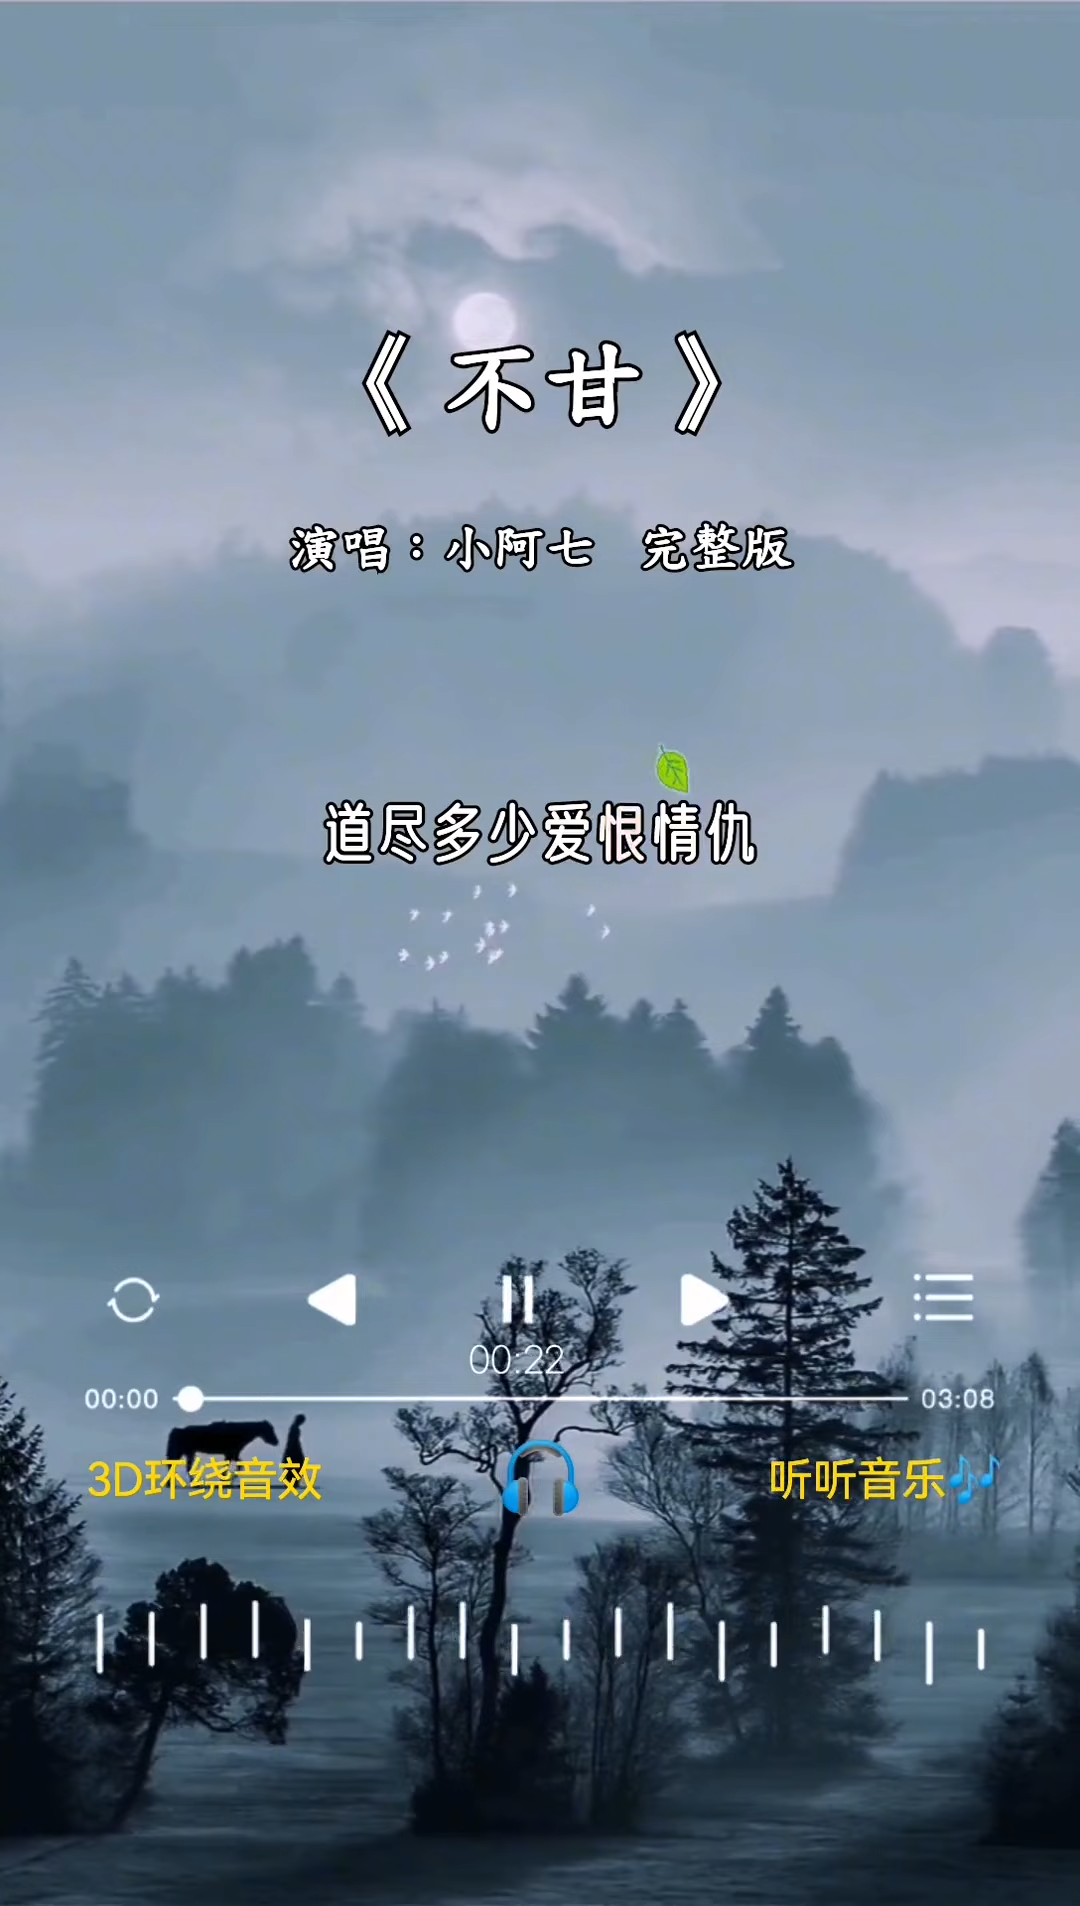 《 不甘 》
演唱：小阿七 完整版
道尽多少爱恨情仇
00:22
00:00 03:08
3D环绕音效 听听音乐